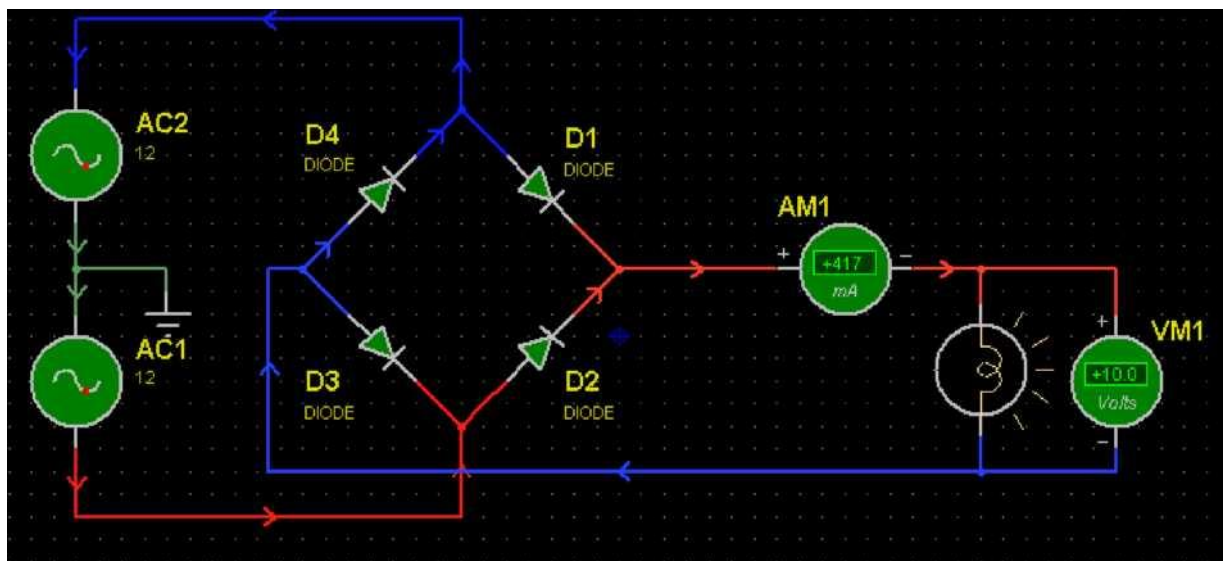 AC2
12
D4
DIODE
D1
DIODE
AM1
+ −
+417
mA
AC1
12
D3
DIODE
D2
DIODE
VM1
+
+10.0
Volts
−